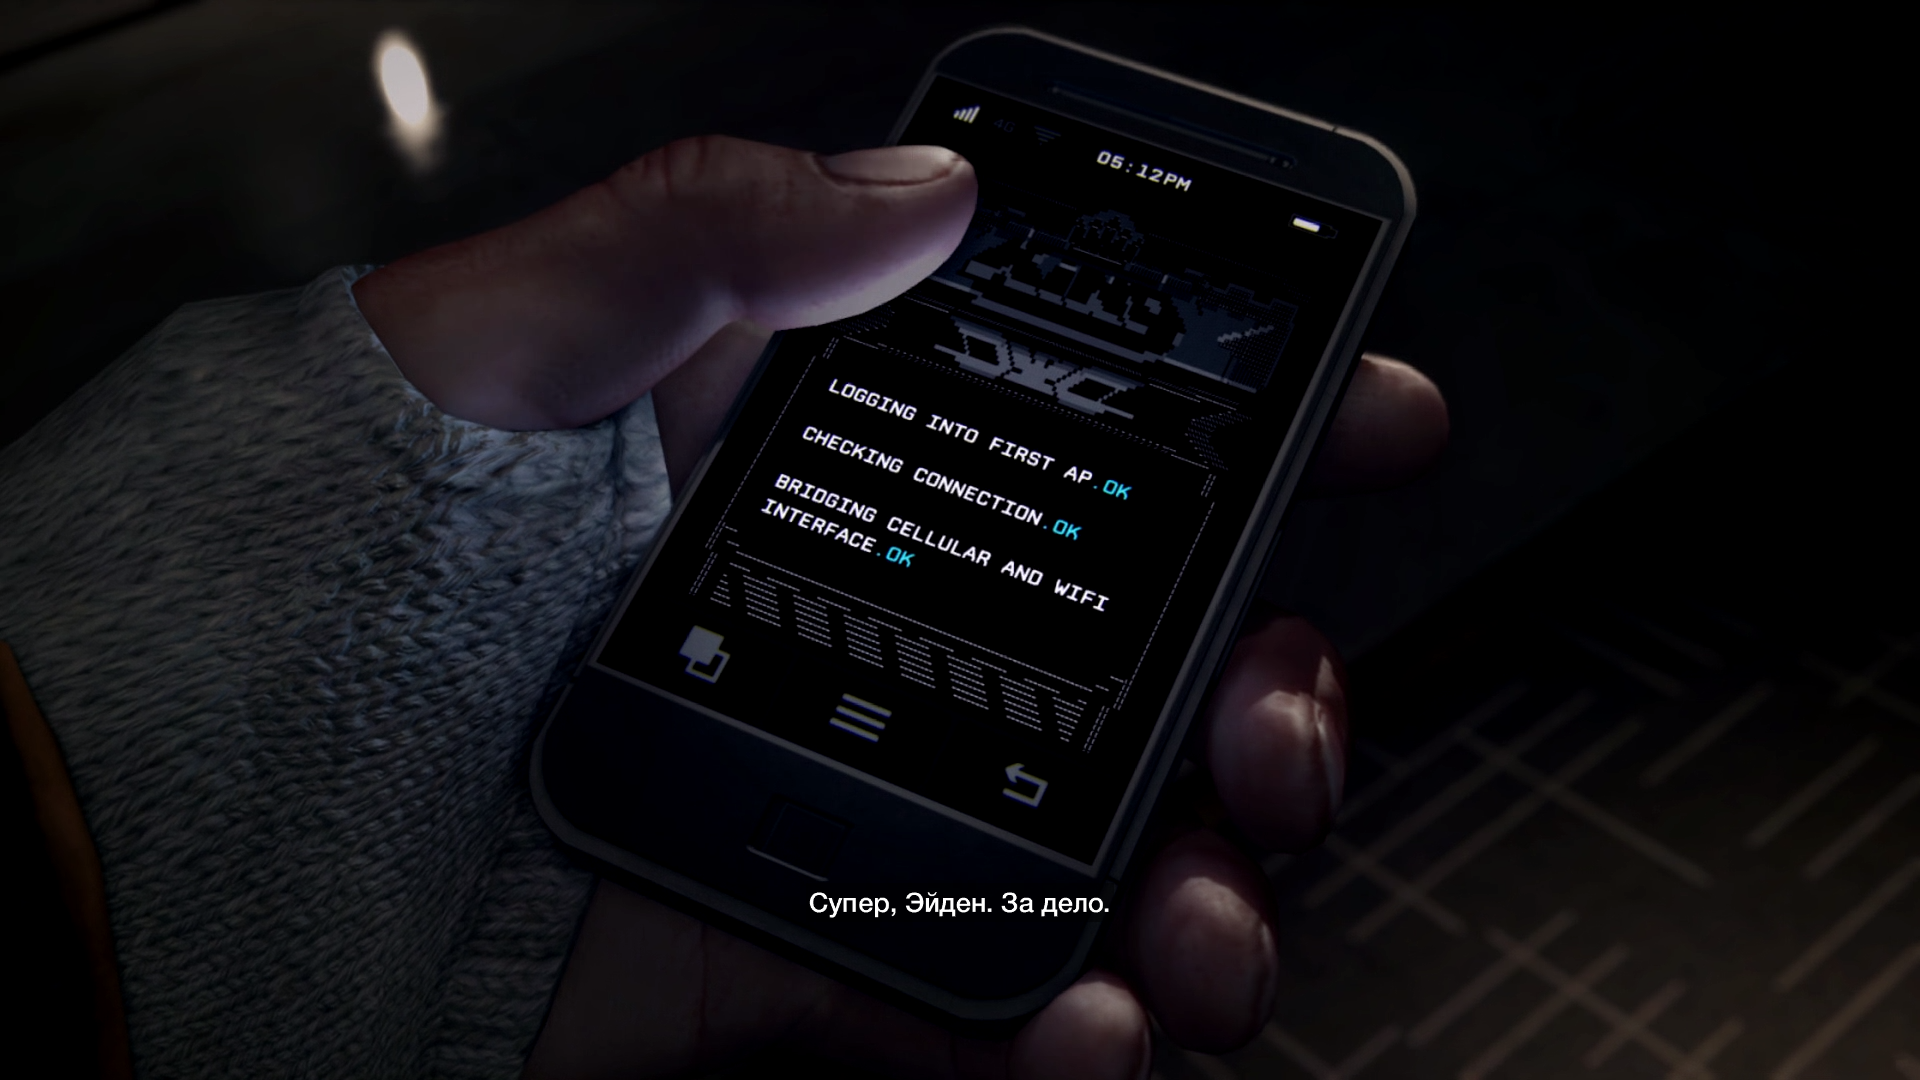 4G
05:12PM
LOGGING INTO FIRST AP.OK
CHECKING CONNECTION.OK
BRIDGING CELLULAR AND WIFI
INTERFACE.OK
Супер, Эйден. За дело.